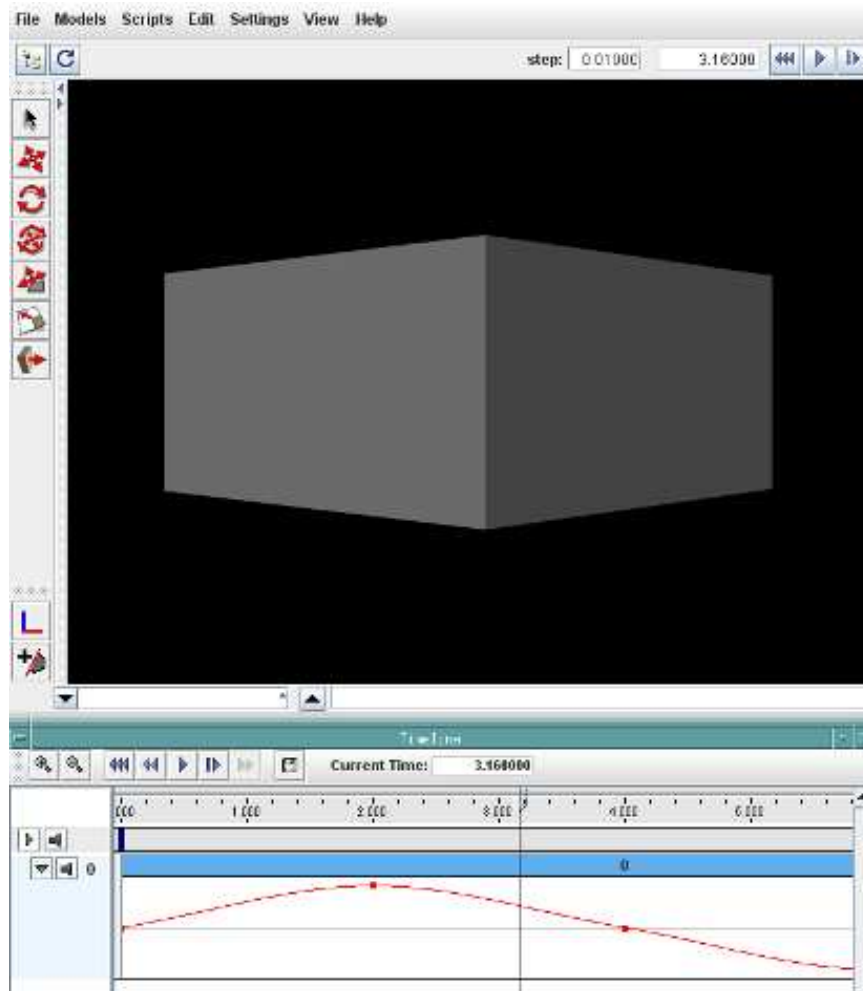 File Models Scripts Edit Settings View Help
step: 0.01000 3.16000
Timeline
Current Time: 3.160000
000 1 000 2 000 3 000 4 000
0
0